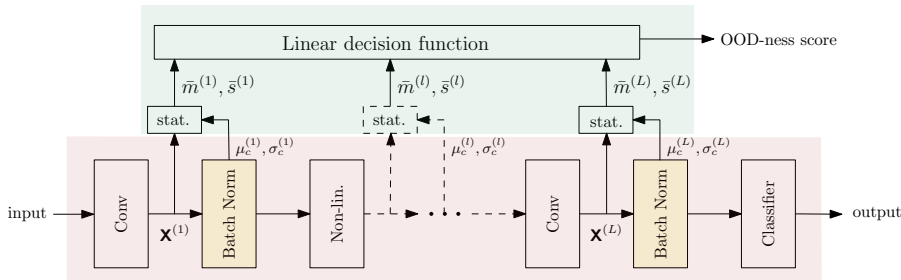 Linear decision function
OOD-ness score
m̄⁽¹⁾, s̄⁽¹⁾
m̄⁽ˡ⁾, s̄⁽ˡ⁾
m̄⁽ᴸ⁾, s̄⁽ᴸ⁾
stat.
stat.
stat.
μ_c⁽¹⁾, σ_c⁽¹⁾
μ_c⁽ˡ⁾, σ_c⁽ˡ⁾
μ_c⁽ᴸ⁾, σ_c⁽ᴸ⁾
input
Conv
X⁽¹⁾
Batch Norm
Non-lin.
• • •
Conv
X⁽ᴸ⁾
Batch Norm
Classifier
output